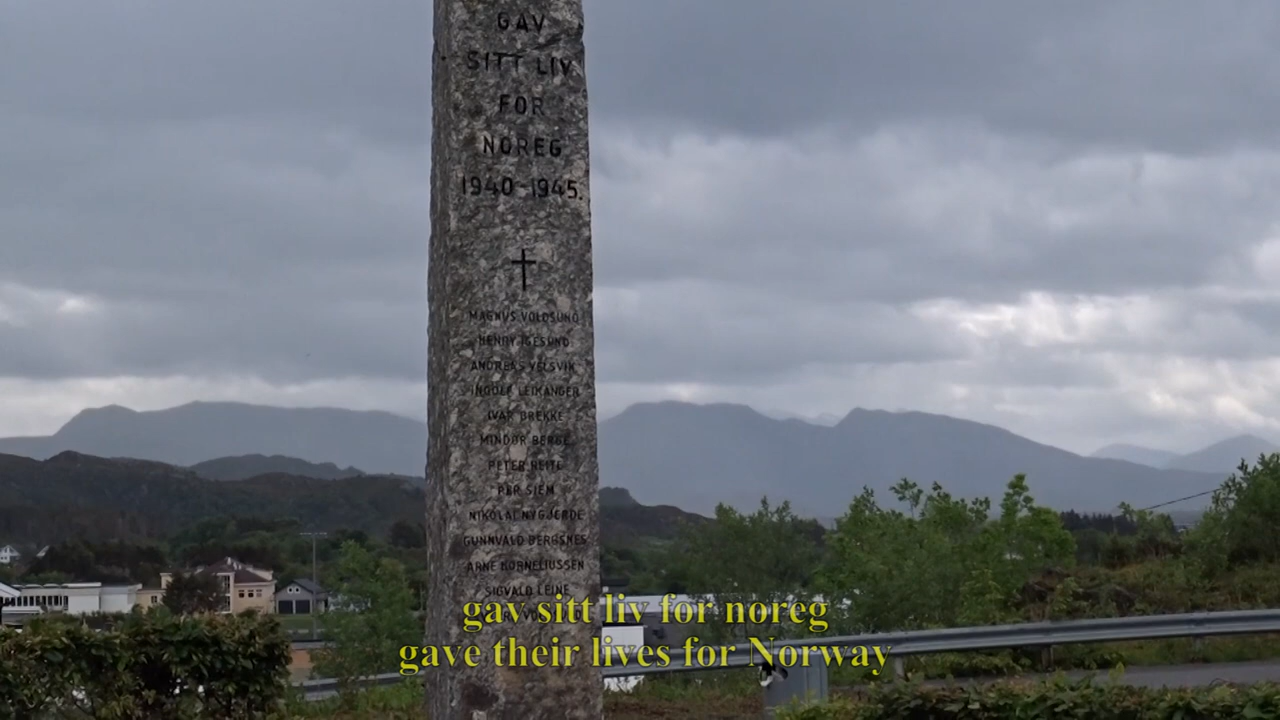 GAV
SITT LIV
FOR
NOREG
1940-1945.
MAGNUS VOLDSUND
HENRY IGESUND
ANDREAS VELSVIK
INGOLF LEIKANGER
IVAR BREKKE
MINDOR BERGE
PETER REITE
PER SIEM
NIKOLAI NYGJERDE
GUNNVALD BERGSNES
ARNE KORNELIUSSEN
SIGVALD LEINE
gav sitt liv for noreg
gave their lives for Norway